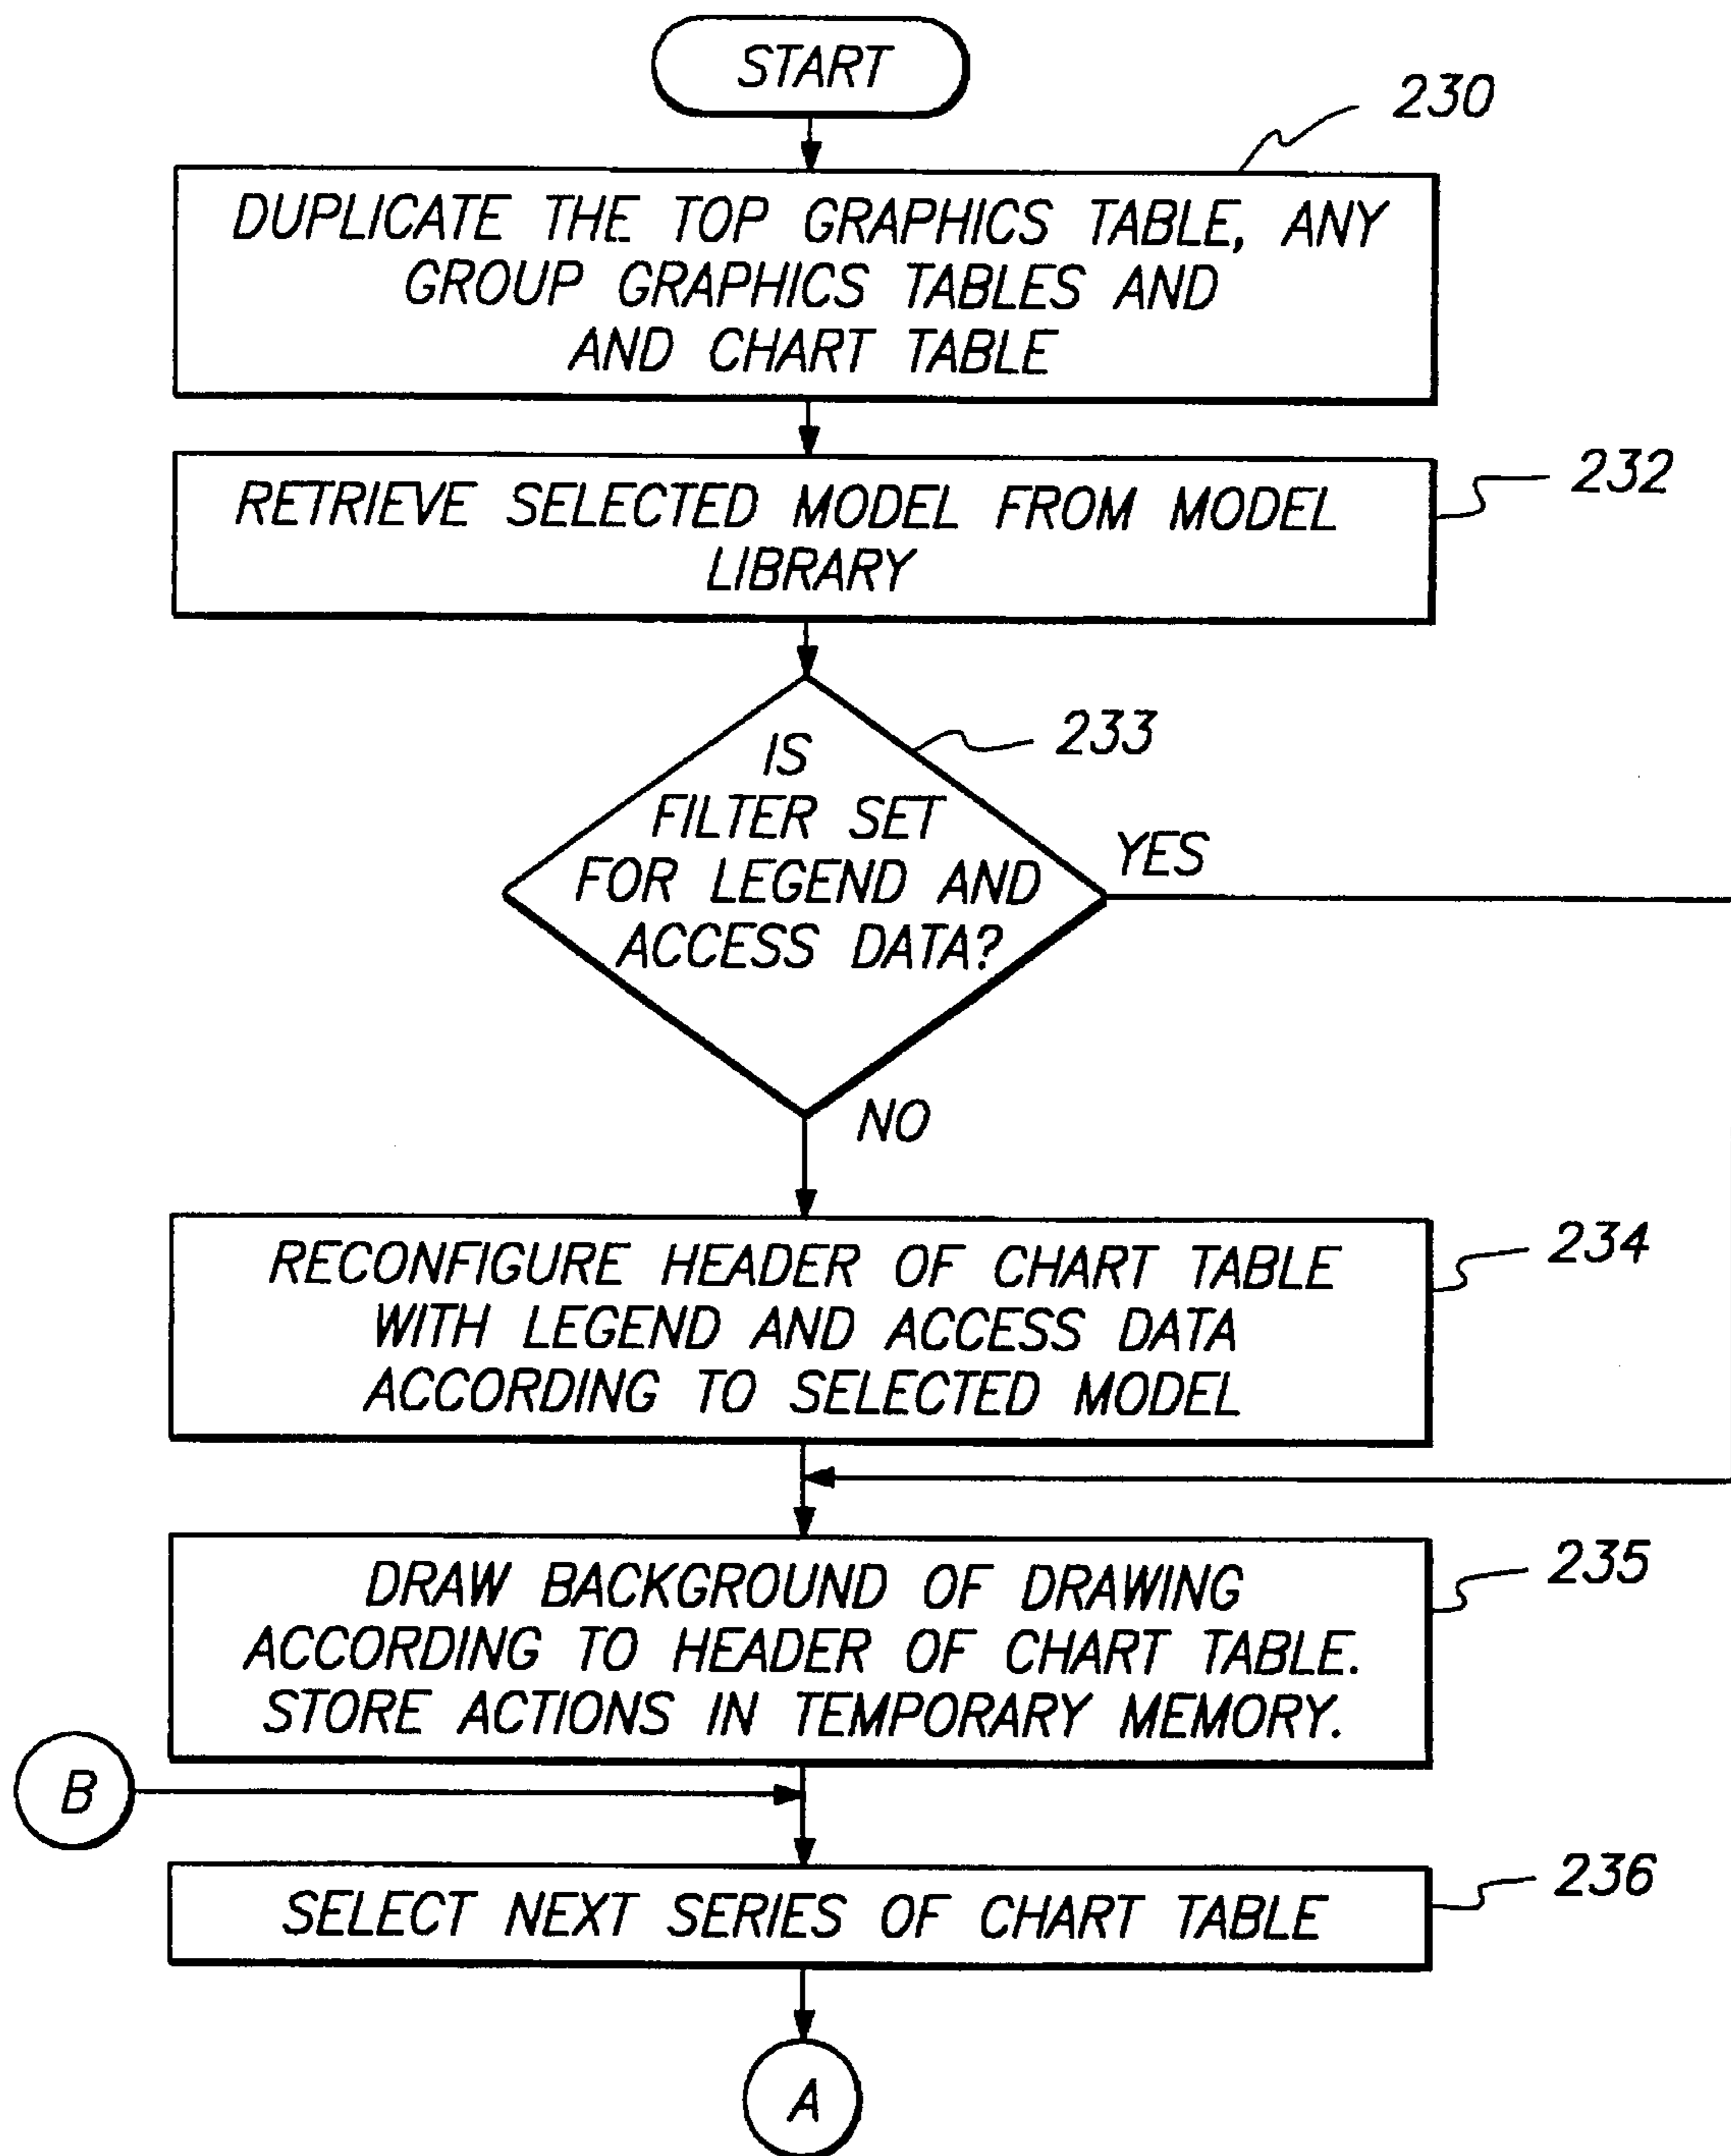 START
230
DUPLICATE THE TOP GRAPHICS TABLE, ANY
GROUP GRAPHICS TABLES AND
AND CHART TABLE
232
RETRIEVE SELECTED MODEL FROM MODEL
LIBRARY
233
IS
FILTER SET
FOR LEGEND AND
ACCESS DATA?
YES
NO
234
RECONFIGURE HEADER OF CHART TABLE
WITH LEGEND AND ACCESS DATA
ACCORDING TO SELECTED MODEL
235
DRAW BACKGROUND OF DRAWING
ACCORDING TO HEADER OF CHART TABLE.
STORE ACTIONS IN TEMPORARY MEMORY.
B
236
SELECT NEXT SERIES OF CHART TABLE
A